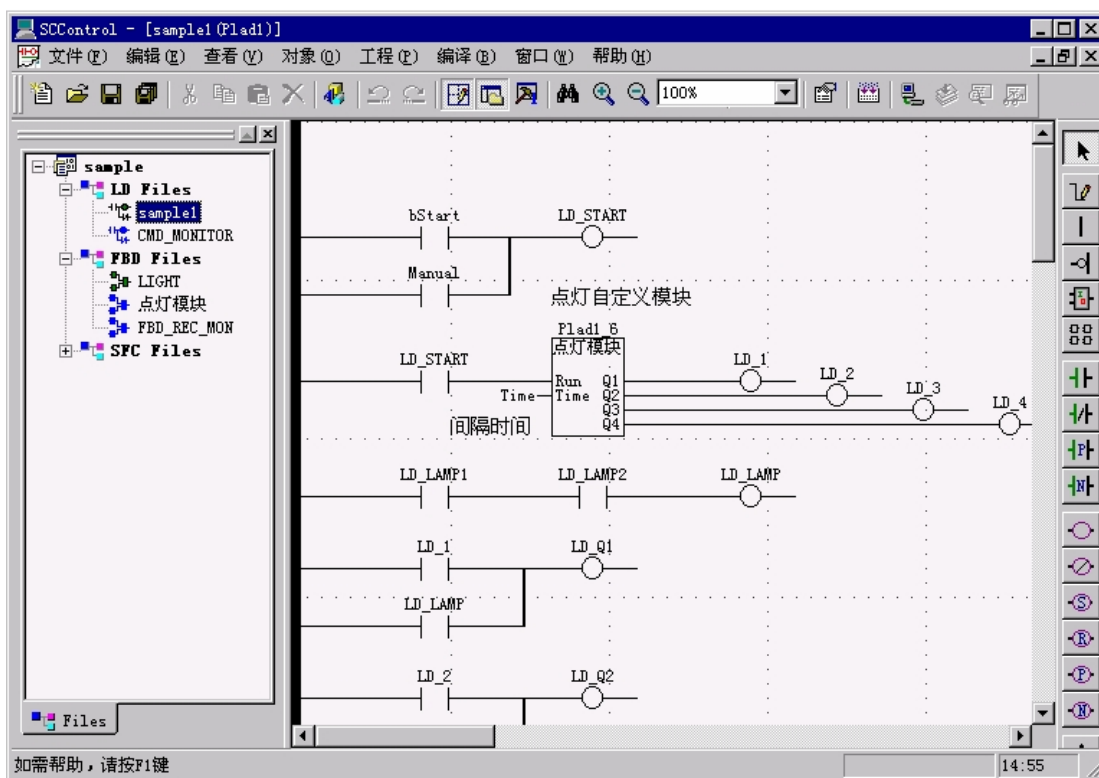 SCControl - [sample1(Plad1)]
文件(F) 编辑(E) 查看(V) 对象(O) 工程(P) 编译(B) 窗口(W) 帮助(H)
100%
sample
LD Files
sample1
CMD_MONITOR
FBD Files
LIGHT
点灯模块
FBD_REC_MON
SFC Files
Files
bStart LD_START
Manual
点灯自定义模块
Plad1_6
点灯模块
LD_START LD_1
Run Q1 LD_2
Time Time Q2 LD_3
Q3 LD_4
间隔时间 Q4
LD_LAMP1 LD_LAMP2 LD_LAMP
LD_1 LD_Q1
LD_LAMP
LD_2 LD_Q2
P
N
S
R
P
N
如需帮助，请按F1键 14:55